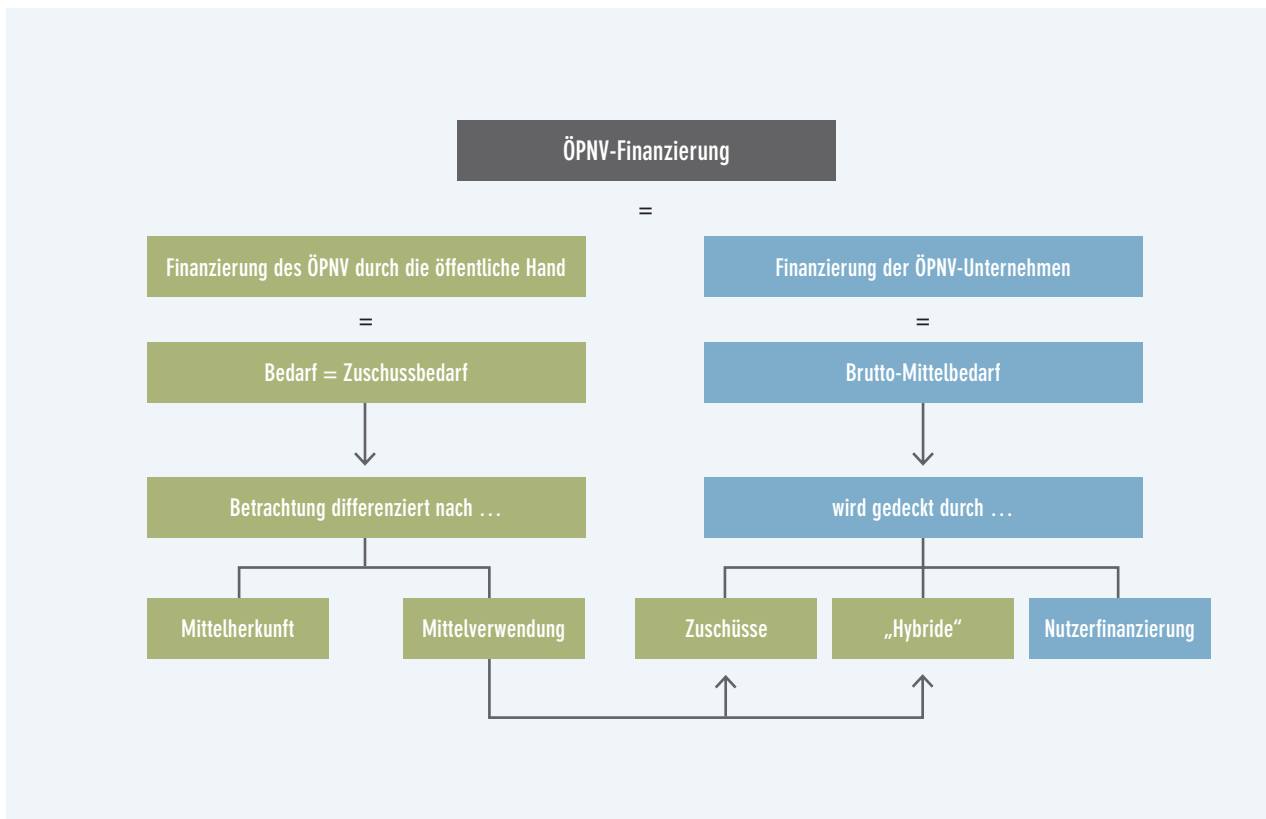 ÖPNV-Finanzierung
=
Finanzierung des ÖPNV durch die öffentliche Hand
Finanzierung der ÖPNV-Unternehmen
=
=
Bedarf = Zuschussbedarf
Brutto-Mittelbedarf
Betrachtung differenziert nach …
wird gedeckt durch …
Mittelherkunft
Mittelverwendung
Zuschüsse
„Hybride“
Nutzerfinanzierung